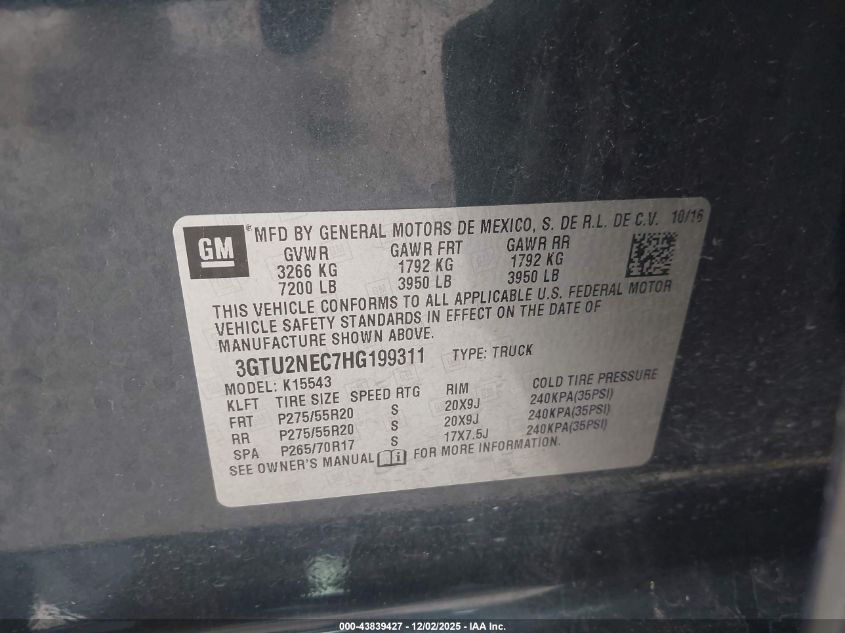 GM
® MFD BY GENERAL MOTORS DE MEXICO, S. DE R.L. DE C.V. 10/16
GVWR GAWR FRT GAWR RR
3266 KG 1792 KG 1792 KG
7200 LB 3950 LB 3950 LB
THIS VEHICLE CONFORMS TO ALL APPLICABLE U.S. FEDERAL MOTOR
VEHICLE SAFETY STANDARDS IN EFFECT ON THE DATE OF
MANUFACTURE SHOWN ABOVE.
3GTU2NEC7HG199311 TYPE: TRUCK
MODEL: K15543
KLFT TIRE SIZE SPEED RTG RIM COLD TIRE PRESSURE
FRT P275/55R20 S 20X9J 240KPA(35PSI)
RR P275/55R20 S 20X9J 240KPA(35PSI)
SPA P265/70R17 S 17X7.5J 240KPA(35PSI)
SEE OWNER'S MANUAL FOR MORE INFORMATION.
000-43839427 - 12/02/2025 - IAA Inc.